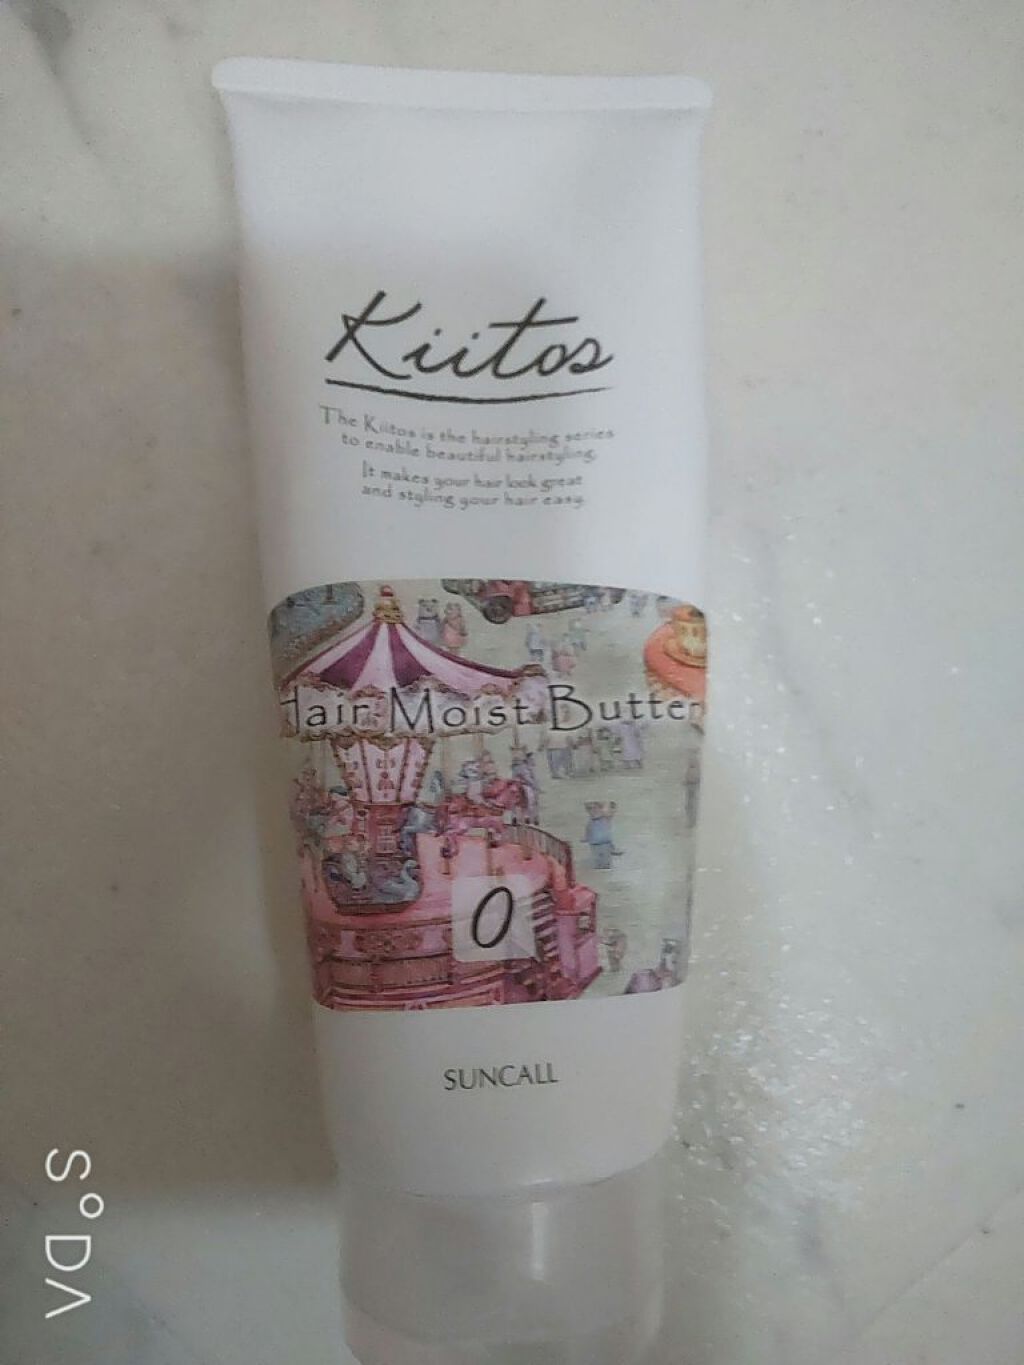 Kiitos
The Kiitos is the hairstyling series
to enable beautiful hairstyling.
It makes your hair look great
and styling your hair easy.
Hair Moist Butter
0
SUNCALL
SODA